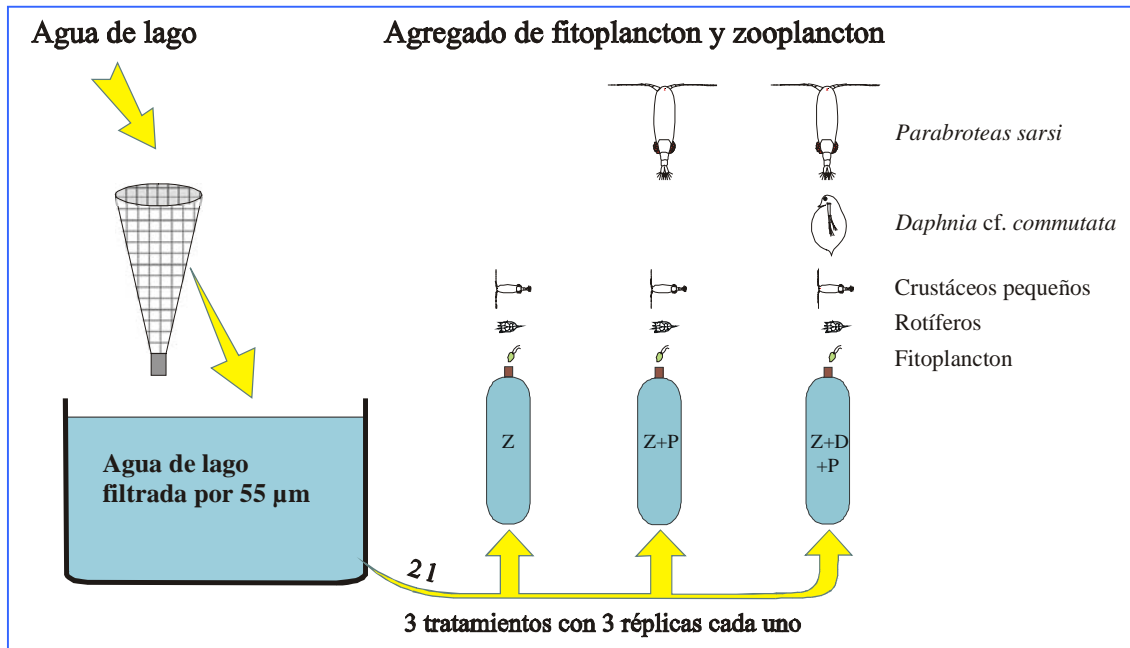 Agua de lago
Agregado de fitoplancton y zooplancton
Parabroteas sarsi
Daphnia cf. commutata
Crustáceos pequeños
Rotíferos
Fitoplancton
Z
Z+P
Z+D
+P
Agua de lago
filtrada por 55 µm
2 l
3 tratamientos con 3 réplicas cada uno